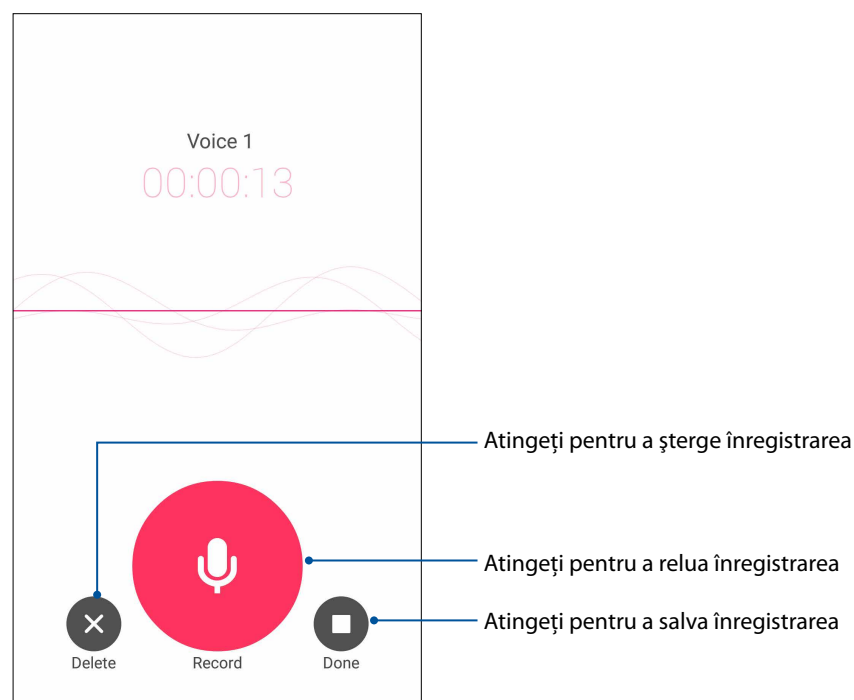 Voice 1
00:00:13
Atingeți pentru a şterge înregistrarea
Atingeți pentru a relua înregistrarea
Atingeți pentru a salva înregistrarea
Delete
Record
Done